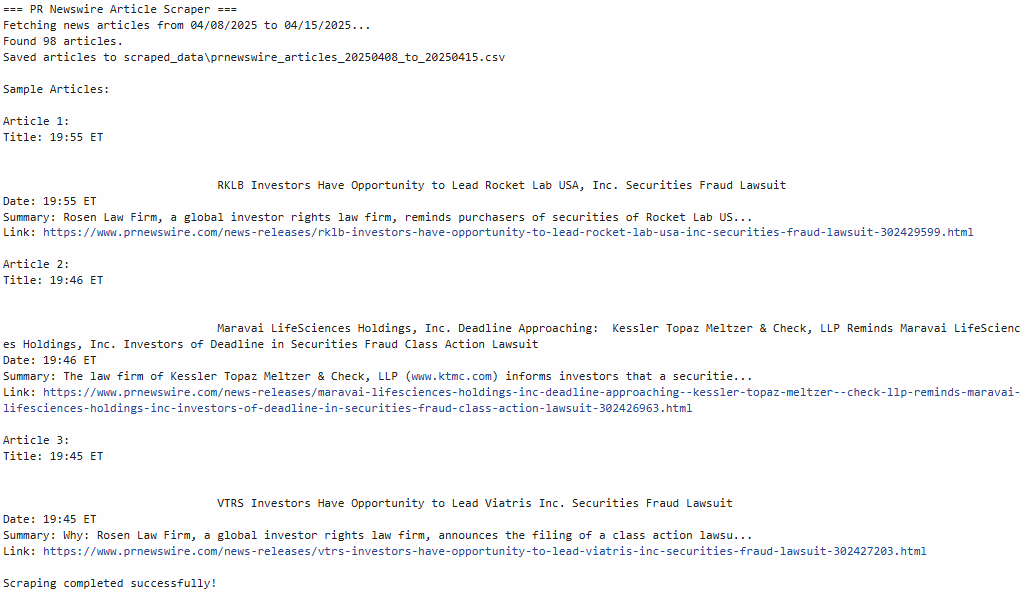 === PR Newswire Article Scraper ===
Fetching news articles from 04/08/2025 to 04/15/2025...
Found 98 articles.
Saved articles to scraped_data\prnewswire_articles_20250408_to_20250415.csv
Sample Articles:
Article 1:
Title: 19:55 ET
RKLB Investors Have Opportunity to Lead Rocket Lab USA, Inc. Securities Fraud Lawsuit
Date: 19:55 ET
Summary: Rosen Law Firm, a global investor rights law firm, reminds purchasers of securities of Rocket Lab US...
Link: https://www.prnewswire.com/news-releases/rklb-investors-have-opportunity-to-lead-rocket-lab-usa-inc-securities-fraud-lawsuit-302429599.html
Article 2:
Title: 19:46 ET
Maravai LifeSciences Holdings, Inc. Deadline Approaching:  Kessler Topaz Meltzer & Check, LLP Reminds Maravai LifeScienc
es Holdings, Inc. Investors of Deadline in Securities Fraud Class Action Lawsuit
Date: 19:46 ET
Summary: The law firm of Kessler Topaz Meltzer & Check, LLP (www.ktmc.com) informs investors that a securitie...
Link: https://www.prnewswire.com/news-releases/maravai-lifesciences-holdings-inc-deadline-approaching--kessler-topaz-meltzer--check-llp-reminds-maravai-
lifesciences-holdings-inc-investors-of-deadline-in-securities-fraud-class-action-lawsuit-302426963.html
Article 3:
Title: 19:45 ET
VTRS Investors Have Opportunity to Lead Viatris Inc. Securities Fraud Lawsuit
Date: 19:45 ET
Summary: Why: Rosen Law Firm, a global investor rights law firm, announces the filing of a class action lawsu...
Link: https://www.prnewswire.com/news-releases/vtrs-investors-have-opportunity-to-lead-viatris-inc-securities-fraud-lawsuit-302427203.html
Scraping completed successfully!